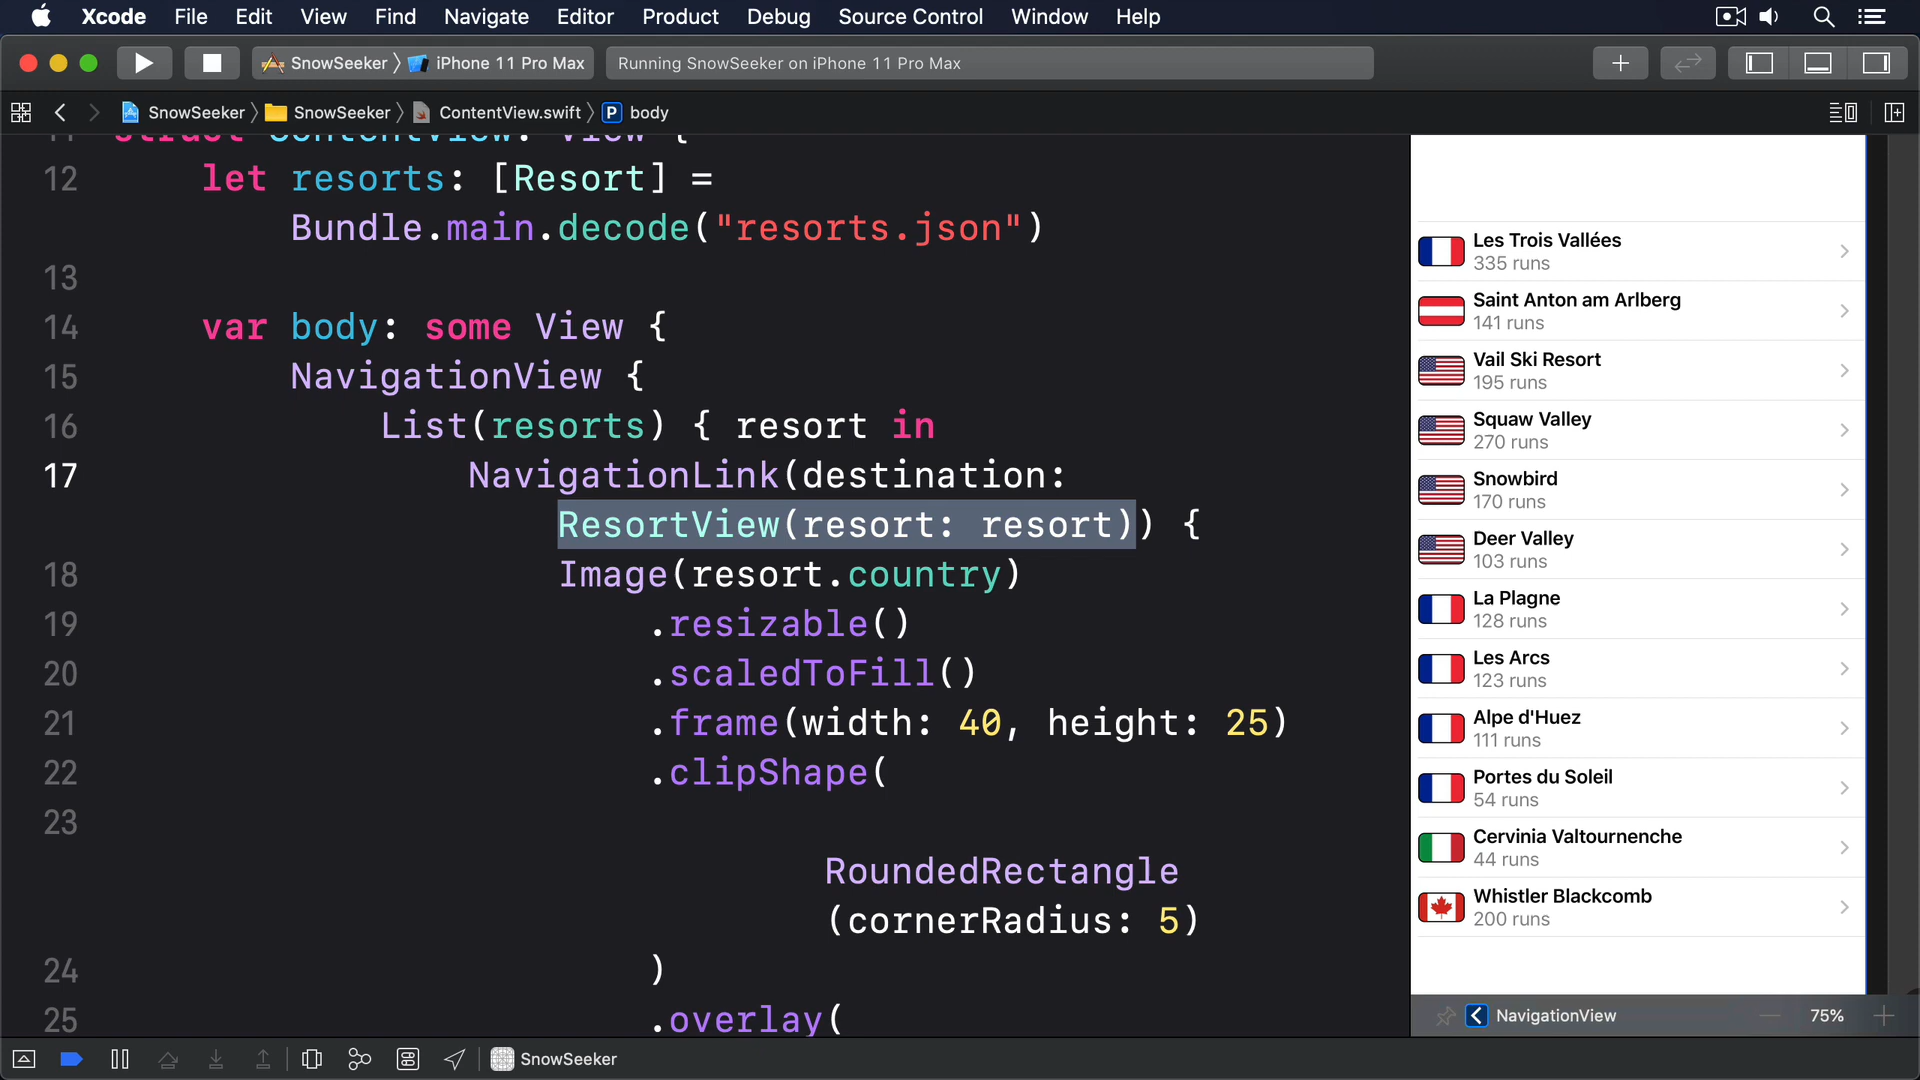 Xcode File Edit View Find Navigate Editor Product Debug Source Control Window Help
SnowSeeker iPhone 11 Pro Max Running SnowSeeker on iPhone 11 Pro Max
SnowSeeker SnowSeeker ContentView.swift P body
11 struct ContentView: View {
12 let resorts: [Resort] =
Bundle.main.decode("resorts.json")
13
14 var body: some View {
15 NavigationView {
16 List(resorts) { resort in
17 NavigationLink(destination:
ResortView(resort: resort)) {
18 Image(resort.country)
19 .resizable()
20 .scaledToFill()
21 .frame(width: 40, height: 25)
22 .clipShape(
23
RoundedRectangle
(cornerRadius: 5)
24 )
25 .overlay(
Les Trois Vallées
335 runs
Saint Anton am Arlberg
141 runs
Vail Ski Resort
195 runs
Squaw Valley
270 runs
Snowbird
170 runs
Deer Valley
103 runs
La Plagne
128 runs
Les Arcs
123 runs
Alpe d'Huez
111 runs
Portes du Soleil
54 runs
Cervinia Valtournenche
44 runs
Whistler Blackcomb
200 runs
NavigationView 75%
SnowSeeker